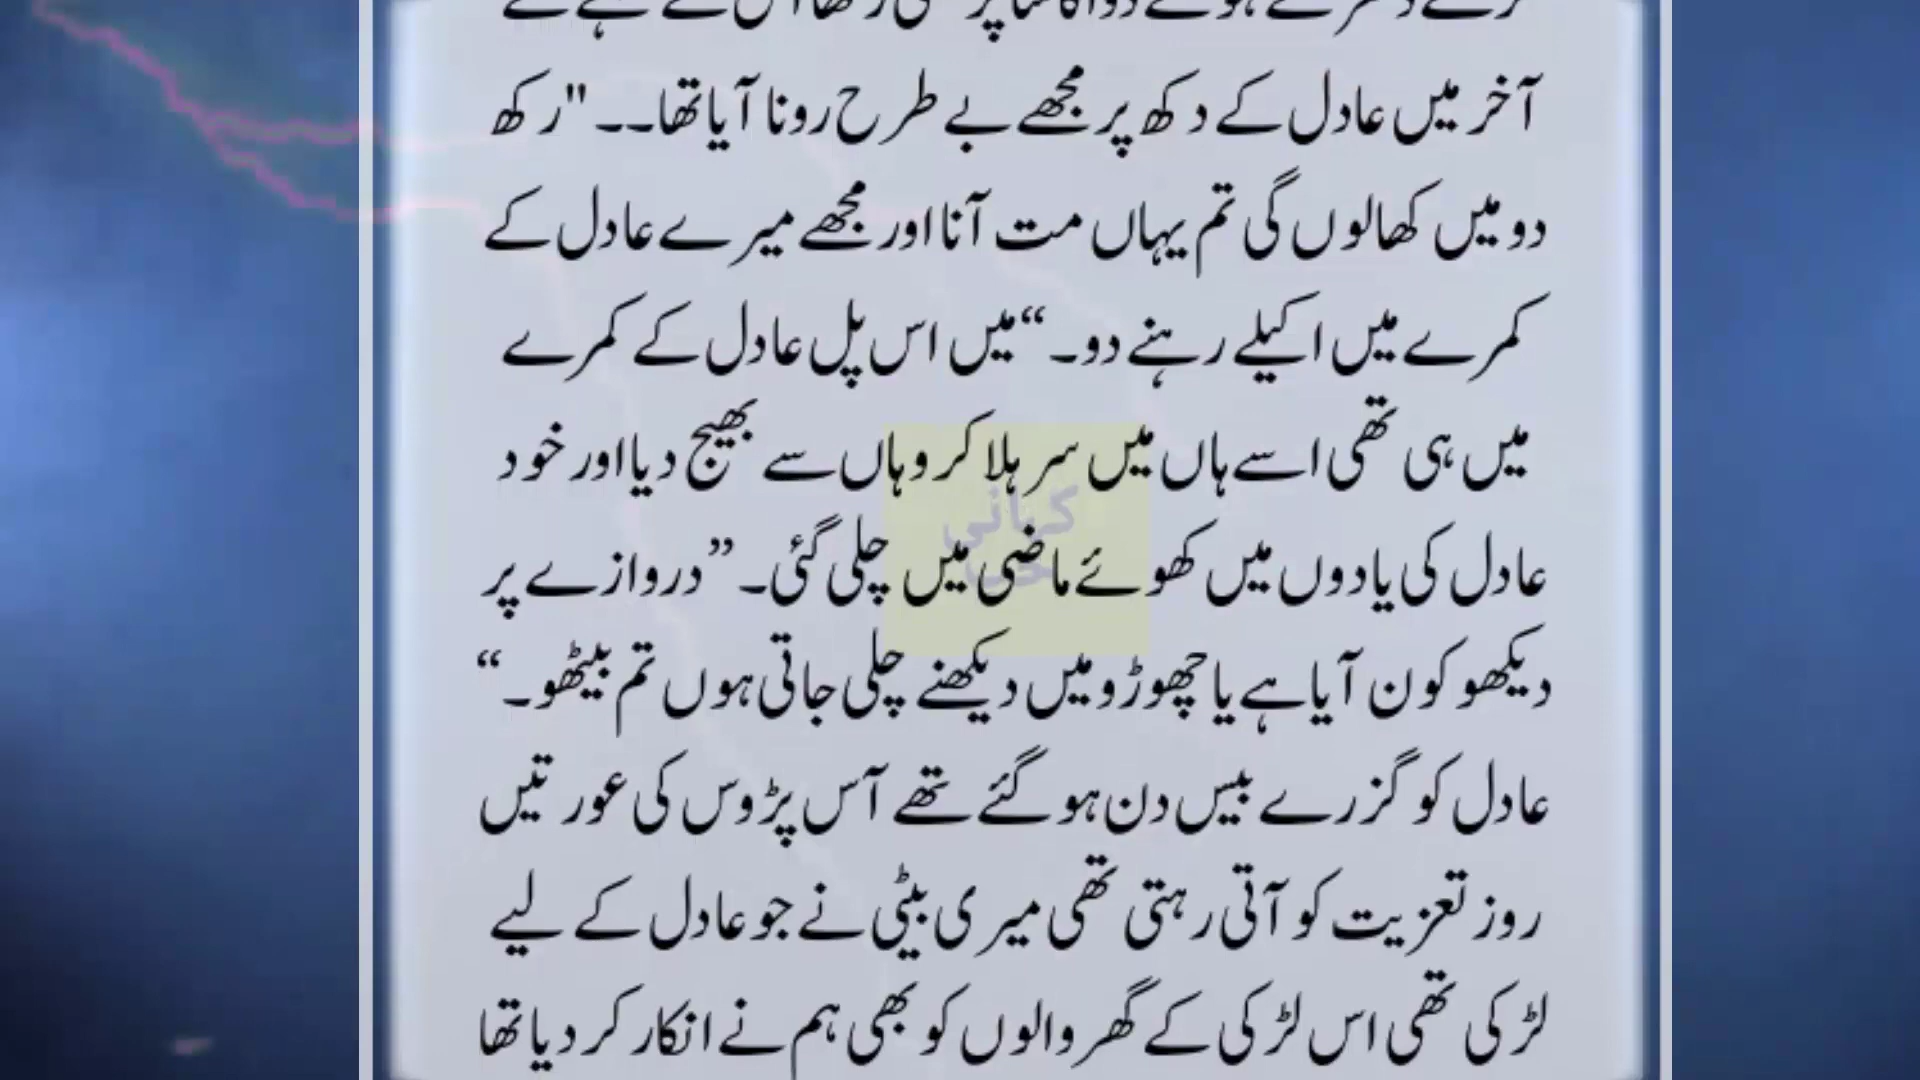 آخر میں عادل کے دکھ پر مجھے بے طرح رونا آیا تھا۔۔ "رکھ
دو میں کھا لوں گی تم یہاں مت آنا اور مجھے میرے عادل کے
کمرے میں اکیلے رہنے دو۔“ میں اس پل عادل کے کمرے
میں ہی تھی اسے ہاں میں سر ہلا کر وہاں سے بھیج دیا اور خود
عادل کی یادوں میں کھوئے ماضی میں چلی گئی۔ ”دروازے پر
دیکھو کون آیا ہے یا چھوڑو میں دیکھنے چلی جاتی ہوں تم بیٹھو۔“
عادل کو گزرے بیس دن ہو گئے تھے آس پڑوس کی عورتیں
روز تعزیت کو آتی رہتی تھی میری بیٹی نے جو عادل کے لیے
لڑکی تھی اس لڑکی کے گھر والوں کو بھی ہم نے انکار کر دیا تھا
کہانی